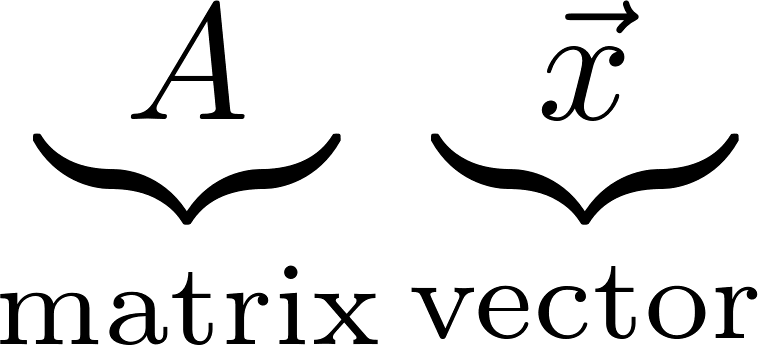 A x⃗
matrix vector